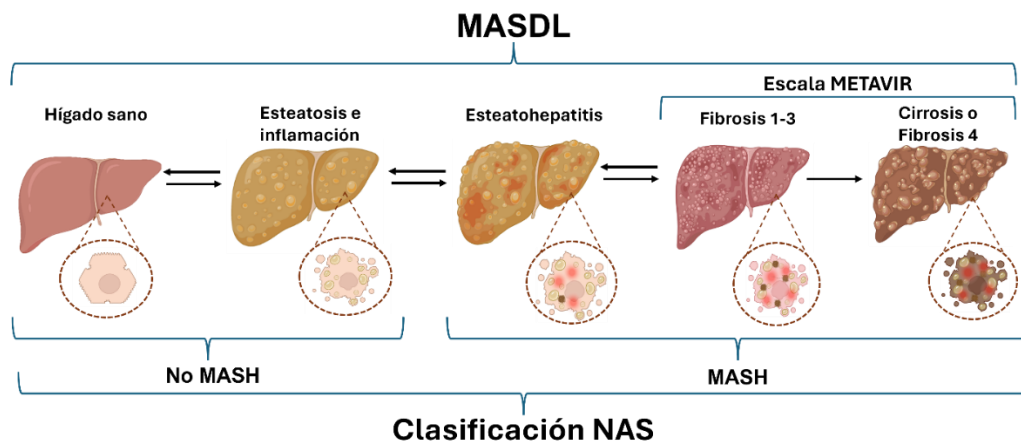 MASDL
Escala METAVIR
Hígado sano
Esteatosis e
inflamación
Esteatohepatitis
Fibrosis 1-3
Cirrosis o
Fibrosis 4
No MASH
MASH
Clasificación NAS